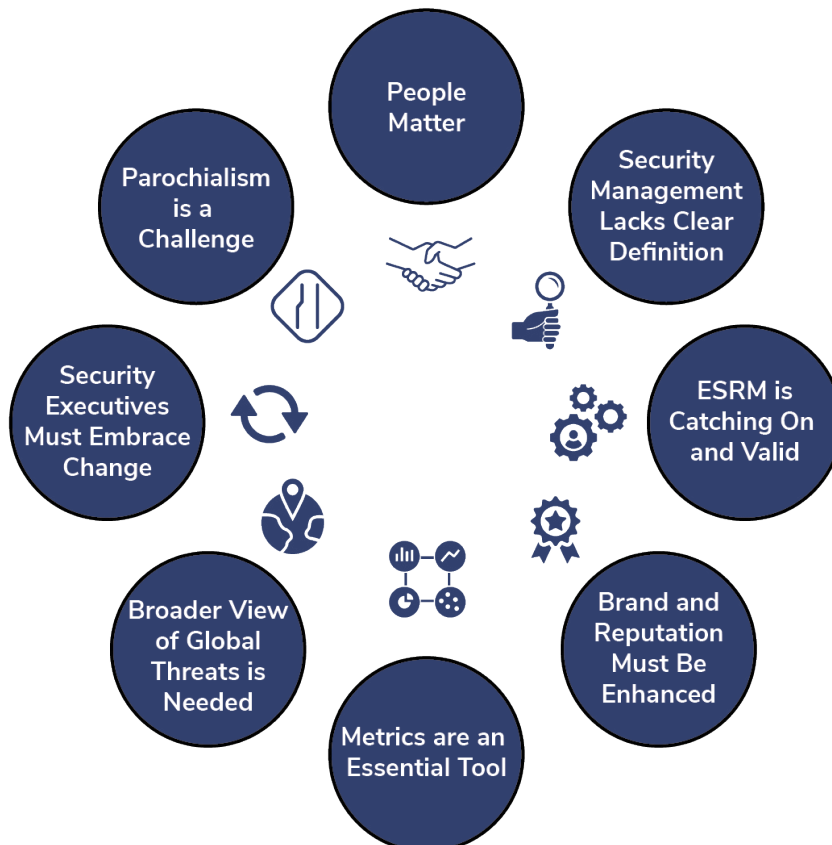 People
Matter
Security
Management
Lacks Clear
Definition
ESRM is
Catching On
and Valid
Brand and
Reputation
Must Be
Enhanced
Metrics are an
Essential Tool
Broader View
of Global
Threats is
Needed
Security
Executives
Must Embrace
Change
Parochialism
is a
Challenge